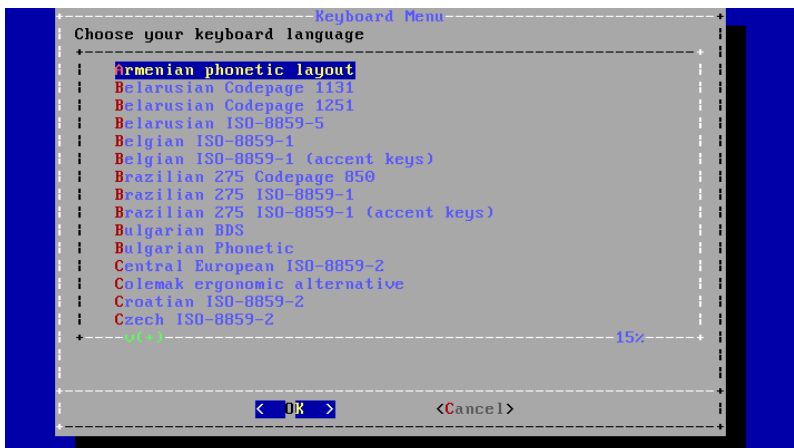 Keyboard Menu
Choose your keyboard language
Armenian phonetic layout
Belarusian Codepage 1131
Belarusian Codepage 1251
Belarusian ISO-8859-5
Belgian ISO-8859-1
Belgian ISO-8859-1 (accent keys)
Brazilian 275 Codepage 850
Brazilian 275 ISO-8859-1
Brazilian 275 ISO-8859-1 (accent keys)
Bulgarian BDS
Bulgarian Phonetic
Central European ISO-8859-2
Colemak ergonomic alternative
Croatian ISO-8859-2
Czech ISO-8859-2
v(+) 15%
< OK > <Cancel>